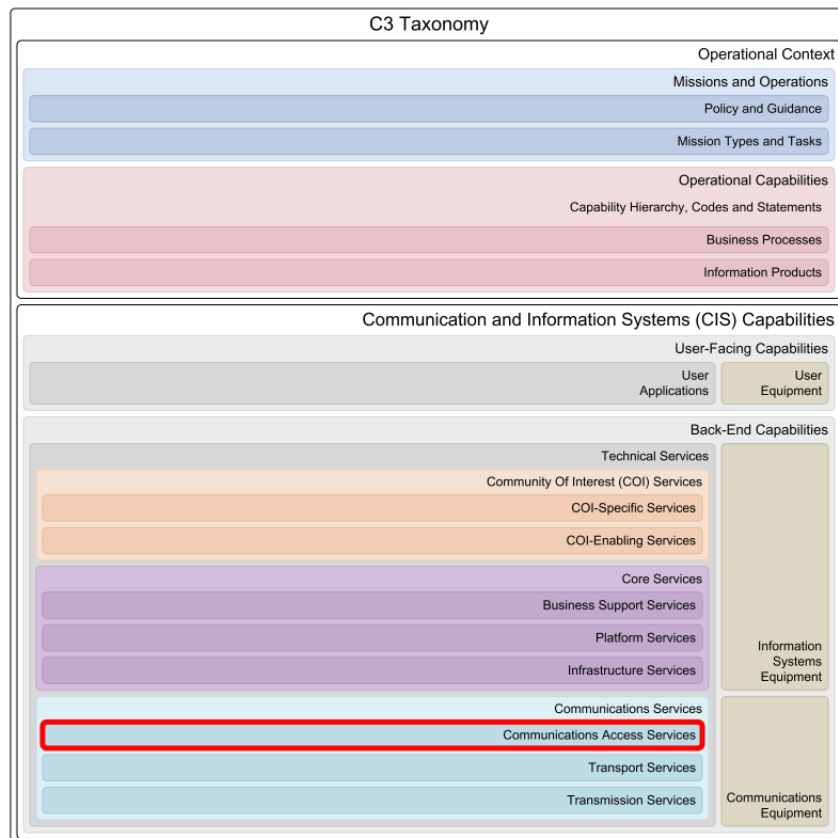 C3 Taxonomy
Operational Context
Missions and Operations
Policy and Guidance
Mission Types and Tasks
Operational Capabilities
Capability Hierarchy, Codes and Statements
Business Processes
Information Products
Communication and Information Systems (CIS) Capabilities
User-Facing Capabilities
User
Applications
User
Equipment
Back-End Capabilities
Technical Services
Community Of Interest (COI) Services
COI-Specific Services
COI-Enabling Services
Core Services
Business Support Services
Platform Services
Infrastructure Services
Information
Systems
Equipment
Communications Services
Communications Access Services
Transport Services
Transmission Services
Communications
Equipment